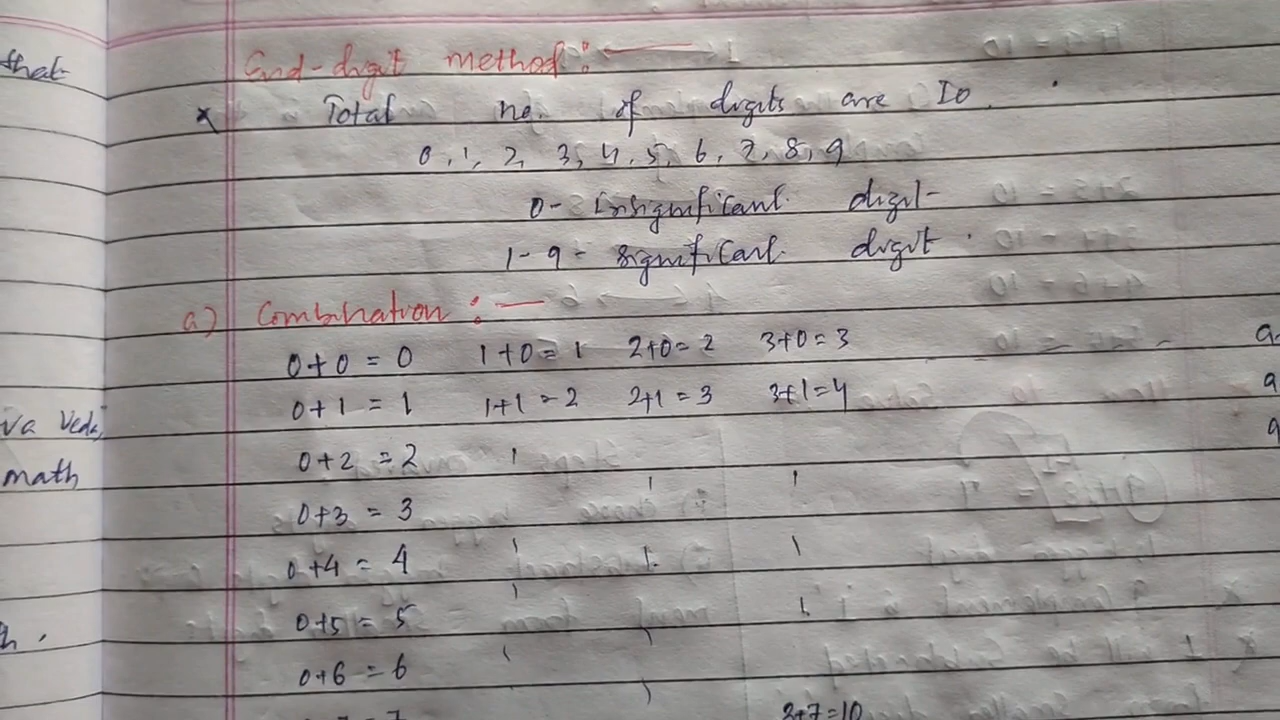 that
End-digit method :-
x Total no. of digits are 10.
0, 1, 2, 3, 4, 5, 6, 7, 8, 9
0 - Insignificant digit
1-9 - Significant digit.
a) Combination :-
0+0 = 0 1+0=1 2+0=2 3+0=3
0+1 = 1 1+1=2 2+1=3 3+1=4
0+2 = 2
0+3 = 3
0+4 = 4
0+5 = 5
0+6 = 6
3+7=10
va Veda,
math
h.
a
a
a